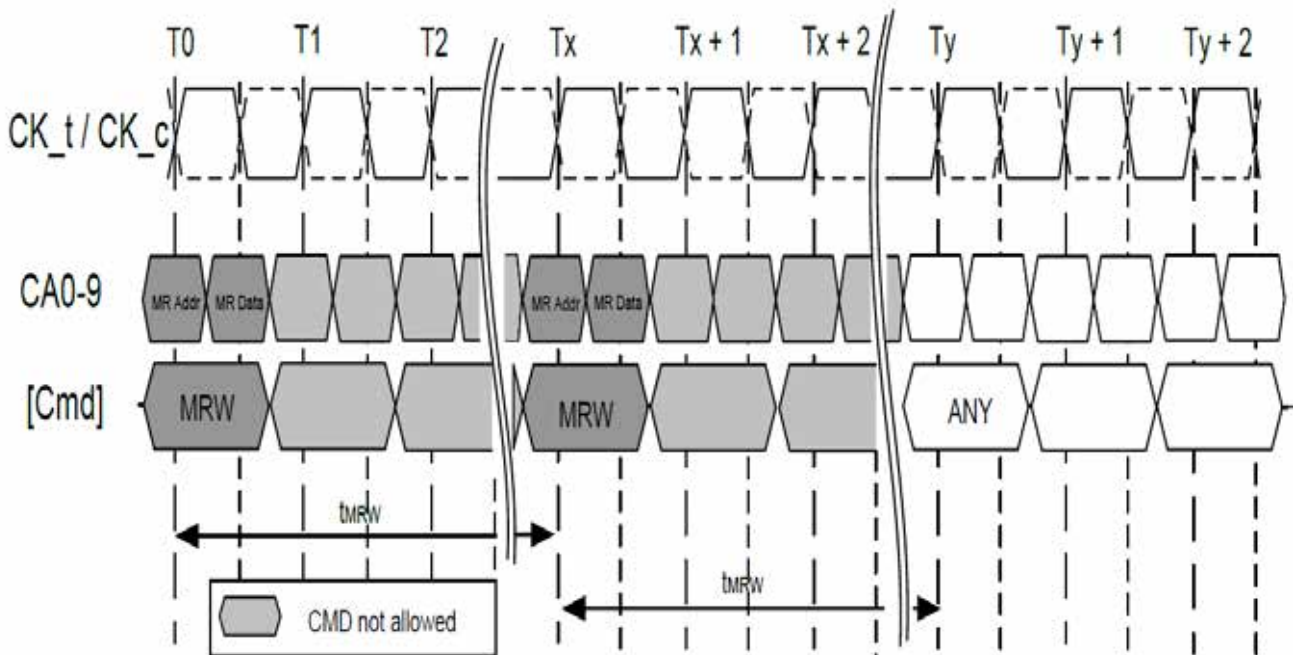 T0 T1 T2 Tx Tx + 1 Tx + 2 Ty Ty + 1 Ty + 2
CK_t / CK_c
CA0-9 MR Addr MR Data MR Addr MR Data
[Cmd] MRW MRW ANY
tMRW
tMRW
CMD not allowed